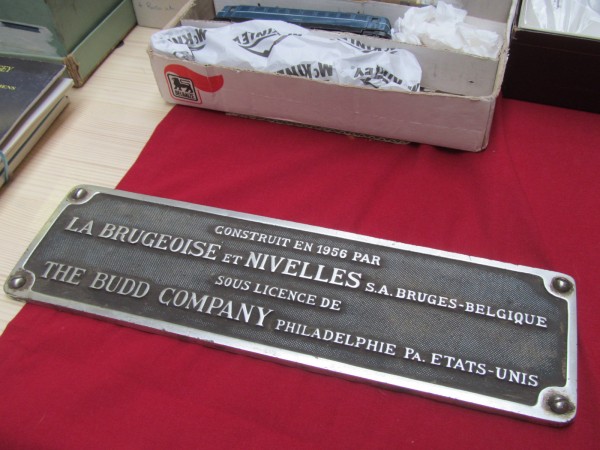 CONSTRUIT EN 1956 PAR
LA BRUGEOISE ET NIVELLES S.A. BRUGES-BELGIQUE
SOUS LICENCE DE
THE BUDD COMPANY PHILADELPHIE PA. ETATS-UNIS